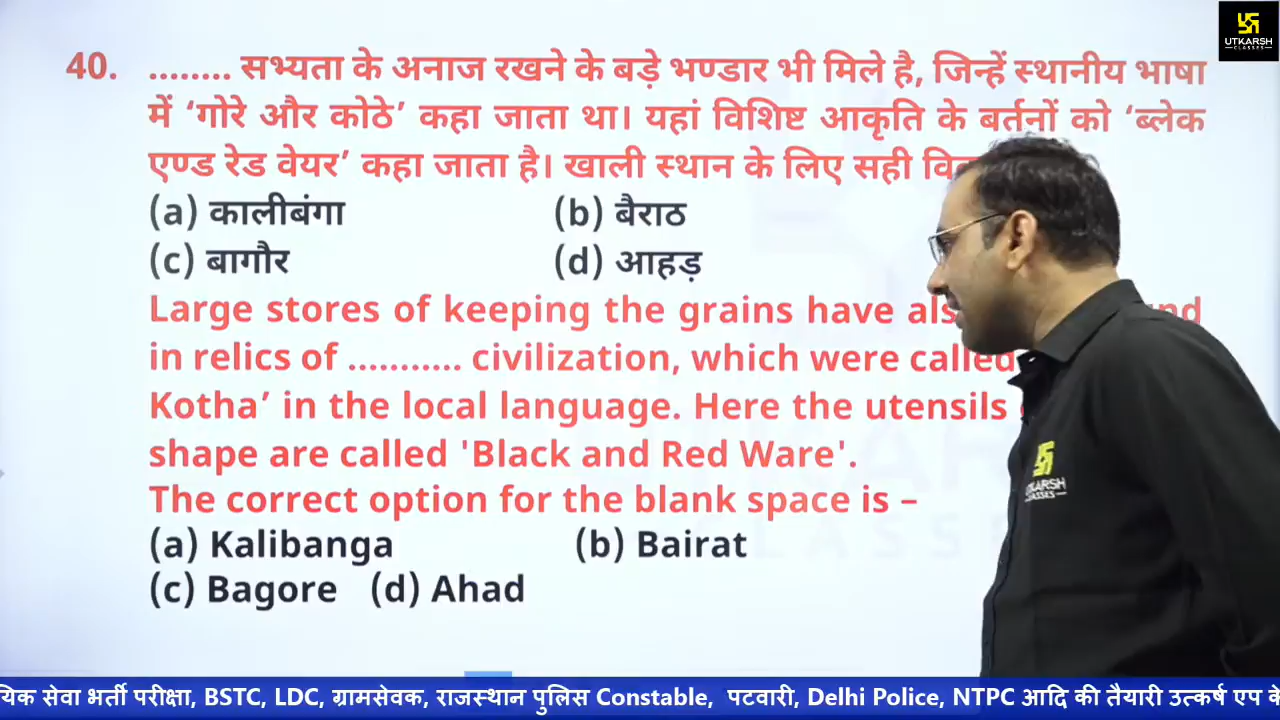 UTKARSH
CLASSES
40. ........ सभ्यता के अनाज रखने के बड़े भण्डार भी मिले है, जिन्हें स्थानीय भाषा
में ‘गोरे और कोठे’ कहा जाता था। यहां विशिष्ट आकृति के बर्तनों को ‘ब्लेक
एण्ड रेड वेयर’ कहा जाता है। खाली स्थान के लिए सही
(a) कालीबंगा (b) बैराठ
(c) बागौर (d) आहड़
Large stores of keeping the grains have
in relics of ........... civilization, which were called
Kotha’ in the local language. Here the utensils
shape are called 'Black and Red Ware'.
The correct option for the blank space is –
(a) Kalibanga (b) Bairat
(c) Bagore (d) Ahad
UTKARSH
CLASSES
सेवा भर्ती परीक्षा, BSTC, LDC, ग्रामसेवक, राजस्थान पुलिस Constable, पटवारी, Delhi Police, NTPC आदि की तैयारी उत्कर्ष एप के